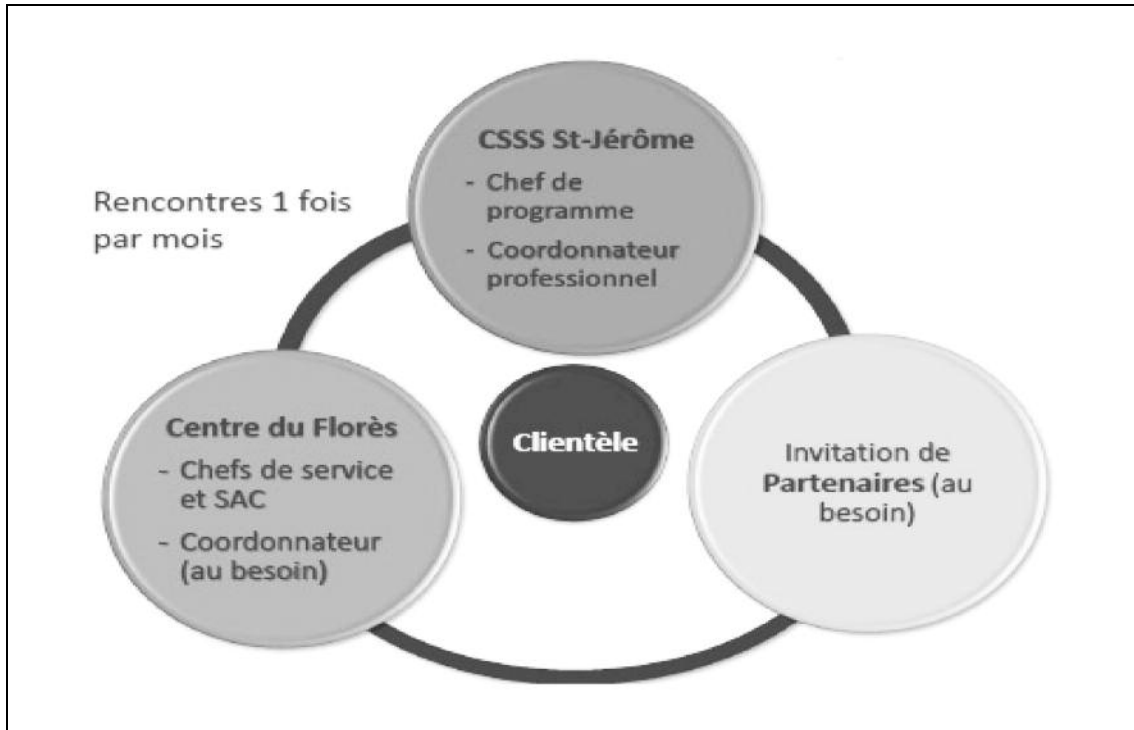 CSSS St-Jérôme
- Chef de
programme
- Coordonnateur
professionnel
Rencontres 1 fois
par mois
Centre du Florès
- Chefs de service
et SAC
- Coordonnateur
(au besoin)
Clientèle
Invitation de
Partenaires (au
besoin)